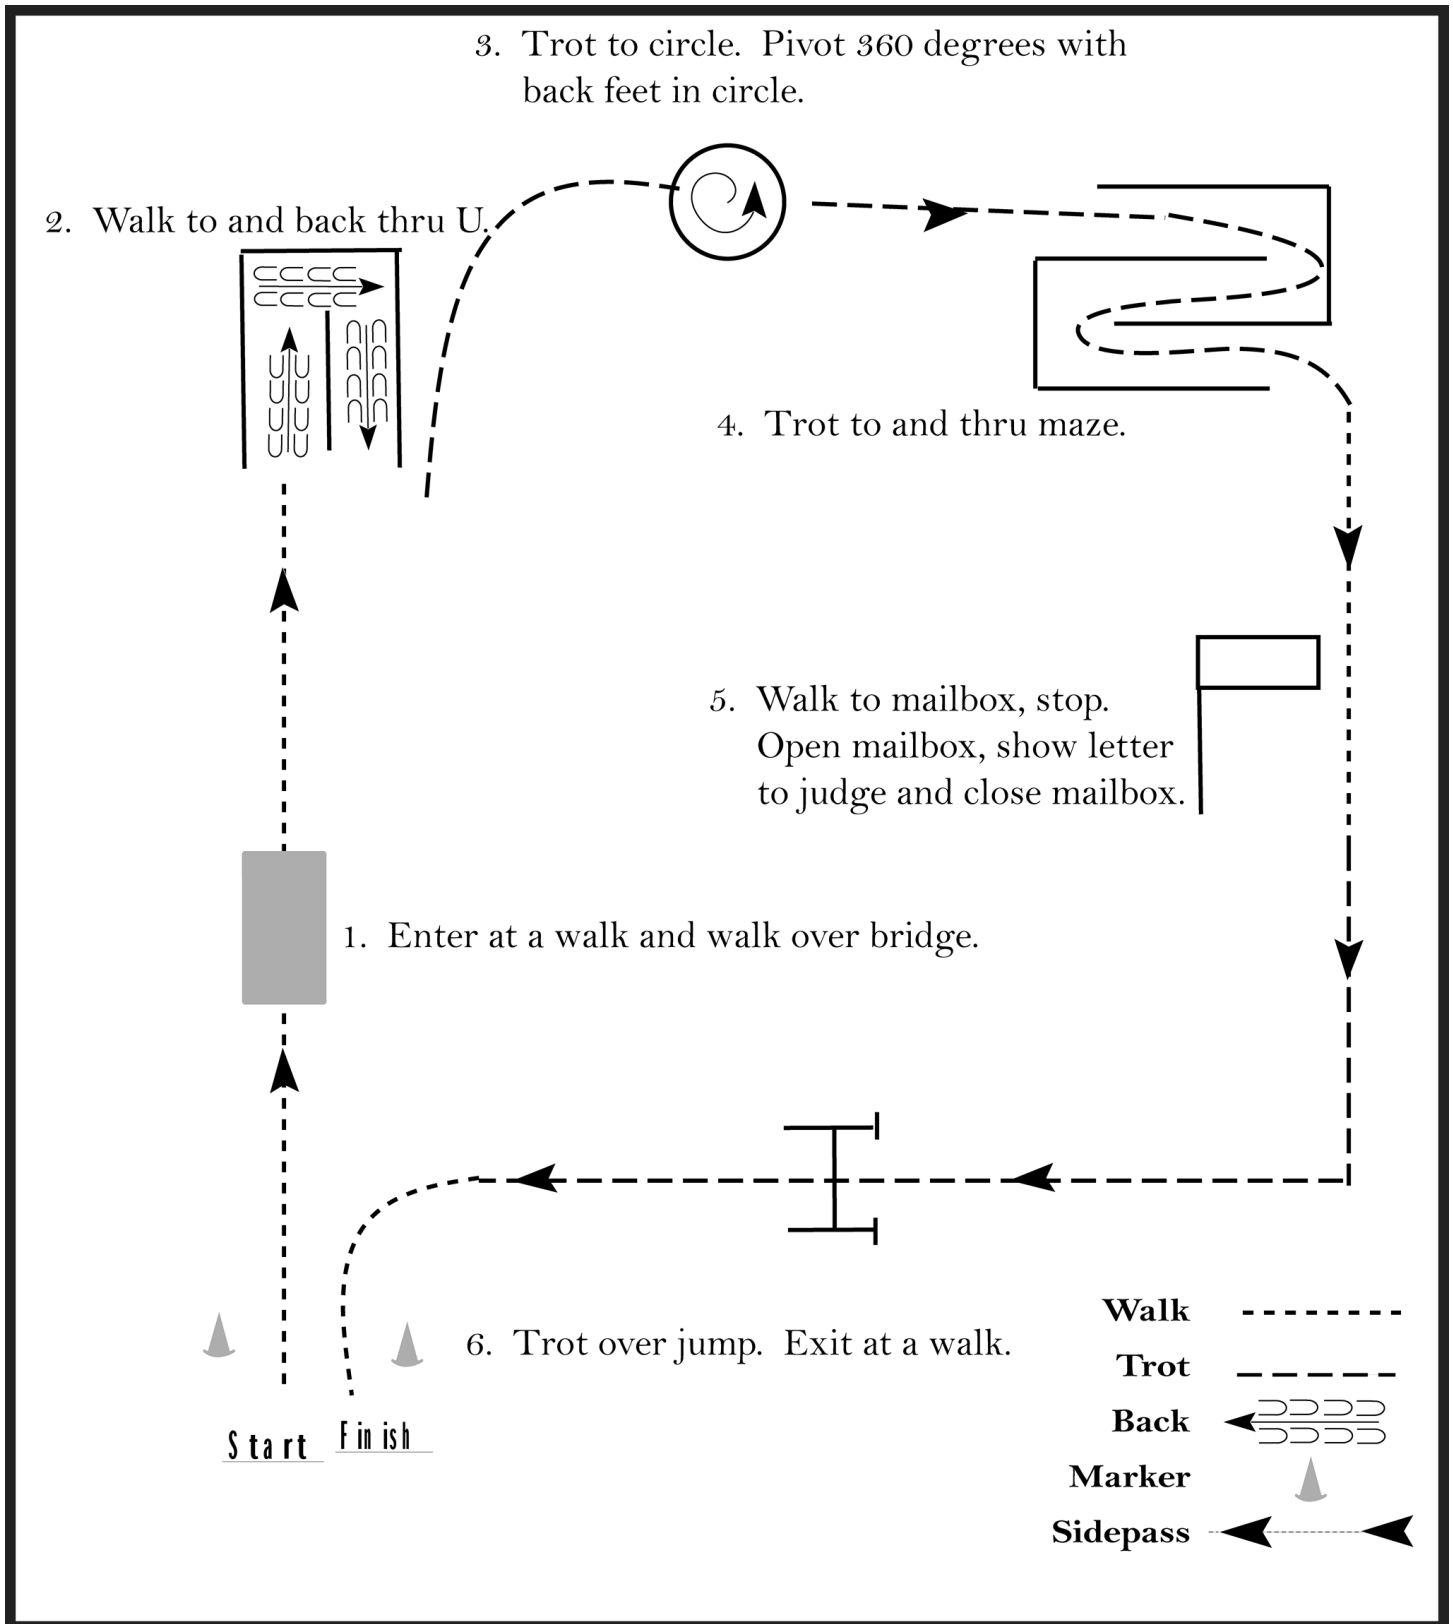 3. Trot to circle. Pivot 360 degrees with
back feet in circle.
2. Walk to and back thru U.
4. Trot to and thru maze.
5. Walk to mailbox, stop.
Open mailbox, show letter
to judge and close mailbox.
1. Enter at a walk and walk over bridge.
6. Trot over jump. Exit at a walk.
Start
Finish
Walk
Trot
Back
Marker
Sidepass